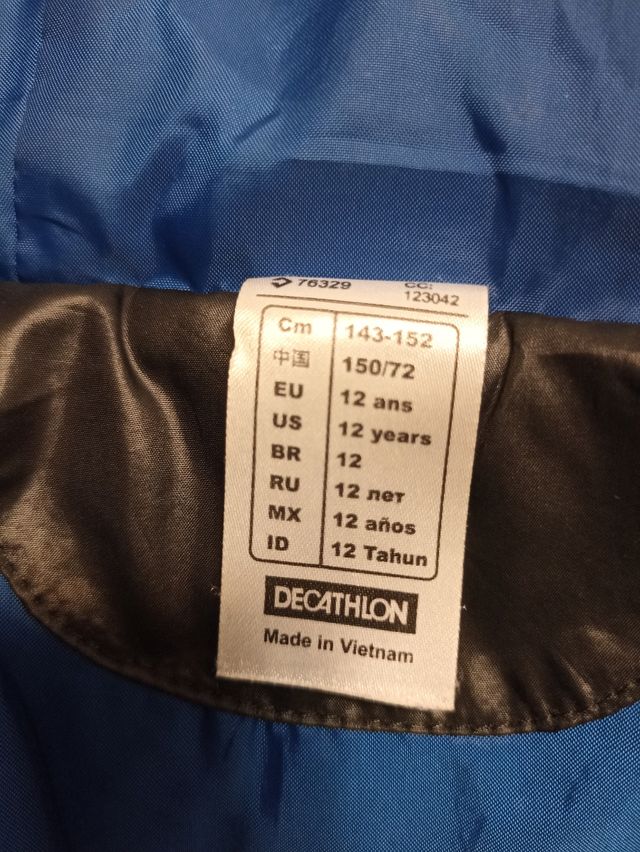 76329 CC:
123042
Cm 143-152
中国 150/72
EU 12 ans
US 12 years
BR 12
RU 12 лет
MX 12 años
ID 12 Tahun
DECATHLON
Made in Vietnam